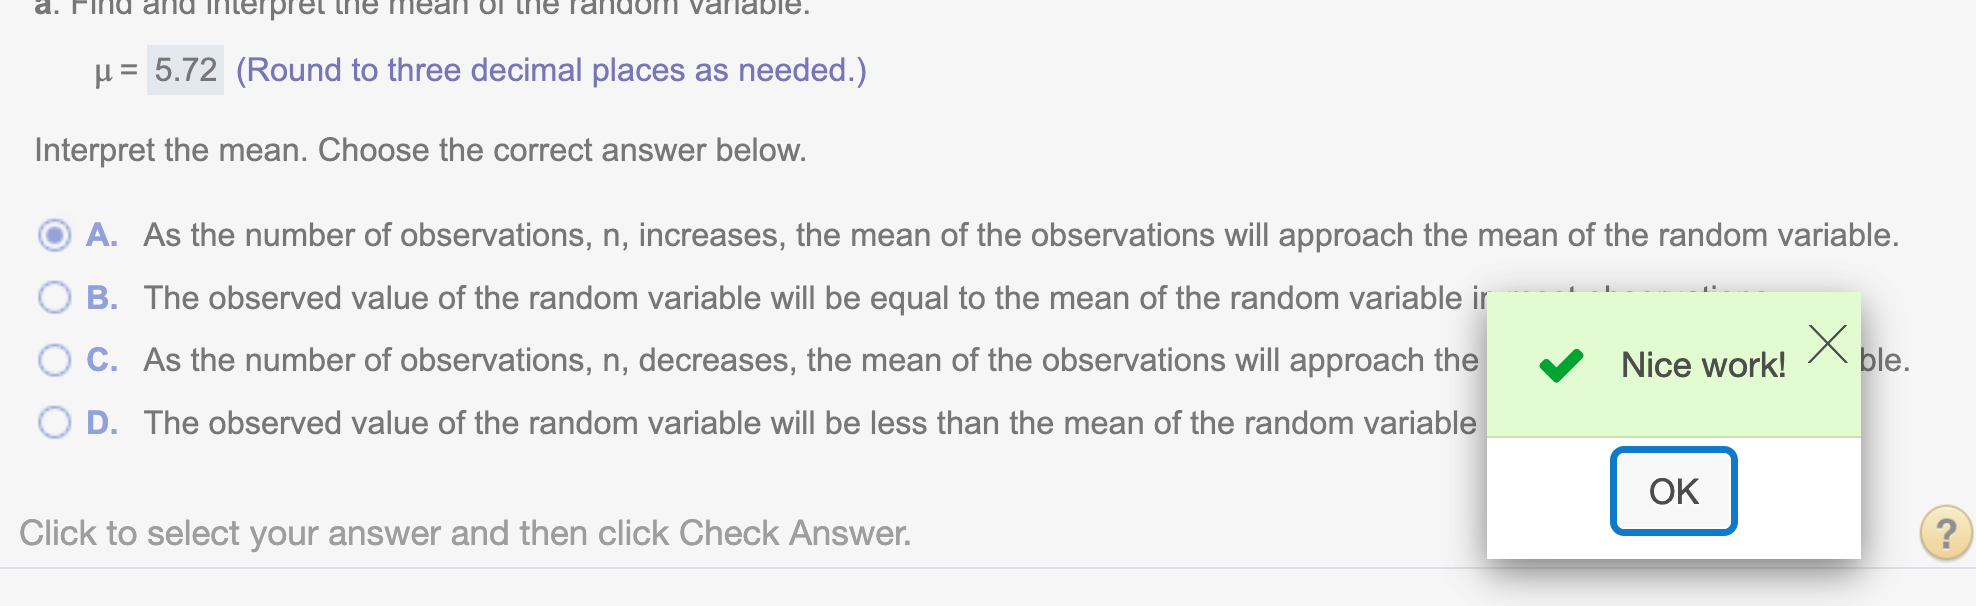 a. Find and interpret the mean of the random variable.
μ = 5.72 (Round to three decimal places as needed.)
Interpret the mean. Choose the correct answer below.
A. As the number of observations, n, increases, the mean of the observations will approach the mean of the random variable.
B. The observed value of the random variable will be equal to the mean of the random variable in most observations.
C. As the number of observations, n, decreases, the mean of the observations will approach the ble.
D. The observed value of the random variable will be less than the mean of the random variable
Nice work!
OK
Click to select your answer and then click Check Answer.
?